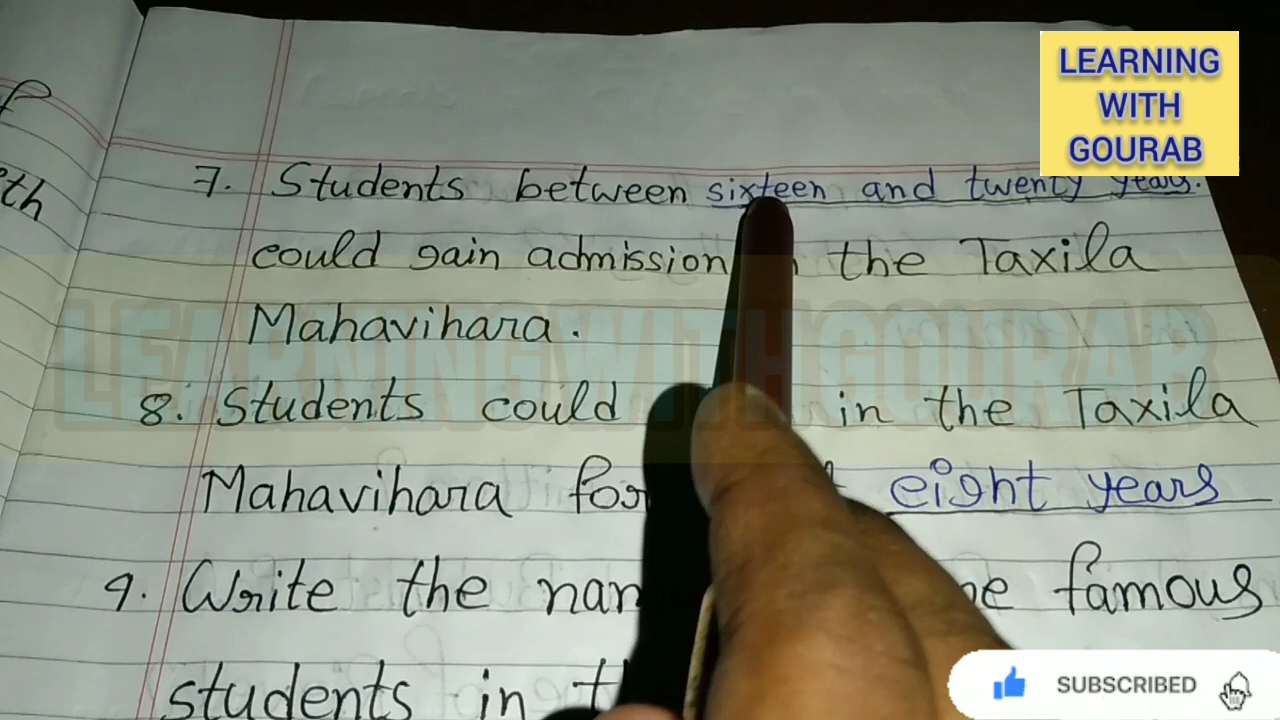 LEARNING
WITH
GOURAB
7. Students between sixteen and twenty years.
could gain admission the Taxila
Mahavihara.
LEARNINGWITHGOURAB
8. Students could in the Taxila
Mahavihara for eight years
9. Write the famous
students in
SUBSCRIBED